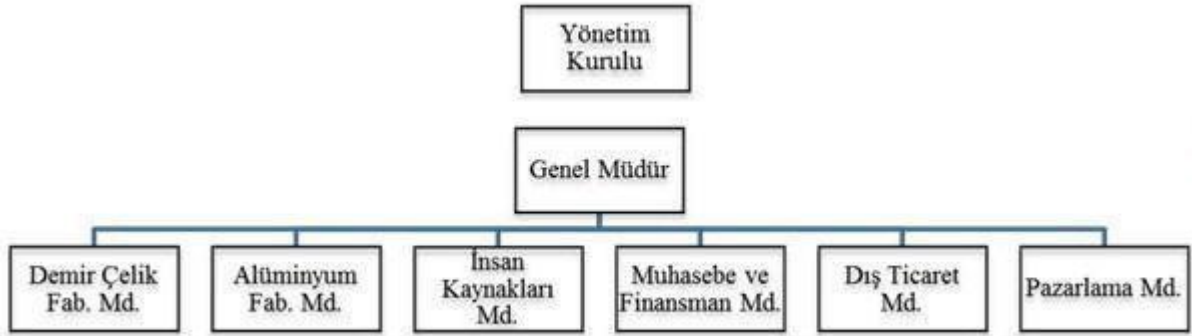 Yönetim
Kurulu
Genel Müdür
Demir Çelik
Fab. Md.
Alüminyum
Fab. Md.
İnsan
Kaynakları
Md.
Muhasebe ve
Finansman Md.
Dış Ticaret
Md.
Pazarlama Md.